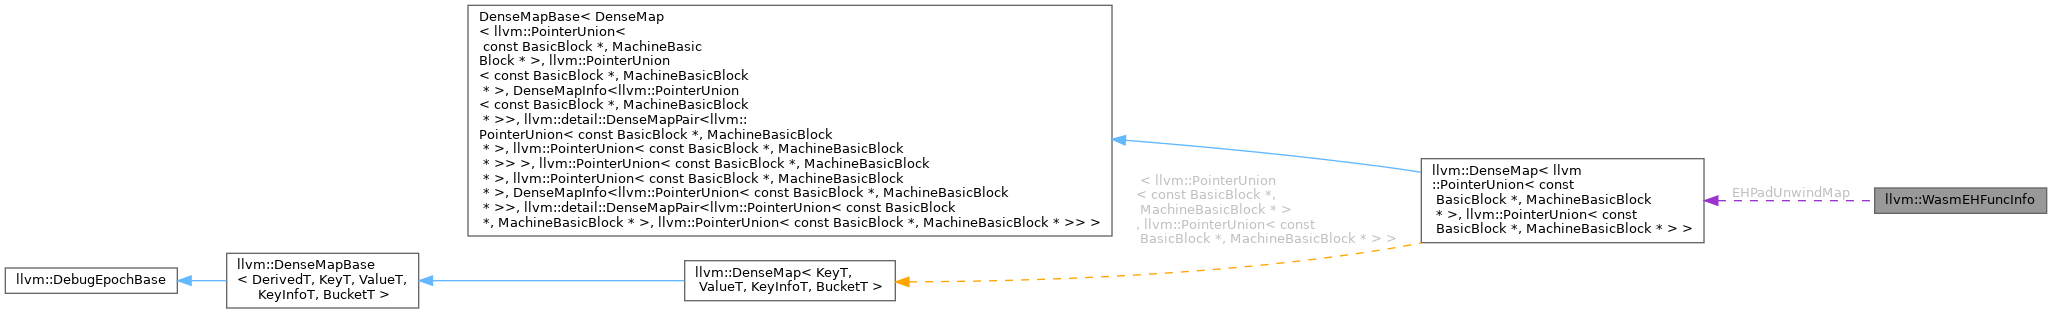 DenseMapBase< DenseMap
< llvm::PointerUnion<
const BasicBlock *, MachineBasic
Block * >, llvm::PointerUnion
< const BasicBlock *, MachineBasicBlock
* >, DenseMapInfo<llvm::PointerUnion
< const BasicBlock *, MachineBasicBlock
* >>, llvm::detail::DenseMapPair<llvm::
PointerUnion< const BasicBlock *, MachineBasicBlock
* >, llvm::PointerUnion< const BasicBlock *, MachineBasicBlock
* >> >, llvm::PointerUnion< const BasicBlock *, MachineBasicBlock
* >, llvm::PointerUnion< const BasicBlock *, MachineBasicBlock
* >, DenseMapInfo<llvm::PointerUnion< const BasicBlock *, MachineBasicBlock
* >>, llvm::detail::DenseMapPair<llvm::PointerUnion< const BasicBlock
*, MachineBasicBlock * >, llvm::PointerUnion< const BasicBlock *, MachineBasicBlock * >> >
llvm::DenseMap< llvm
::PointerUnion< const
BasicBlock *, MachineBasicBlock
* >, llvm::PointerUnion< const
BasicBlock *, MachineBasicBlock * > >
EHPadUnwindMap
llvm::WasmEHFuncInfo
< llvm::PointerUnion
< const BasicBlock *,
MachineBasicBlock * >
, llvm::PointerUnion< const
BasicBlock *, MachineBasicBlock * > >
llvm::DebugEpochBase
llvm::DenseMapBase
< DerivedT, KeyT, ValueT,
KeyInfoT, BucketT >
llvm::DenseMap< KeyT,
ValueT, KeyInfoT, BucketT >